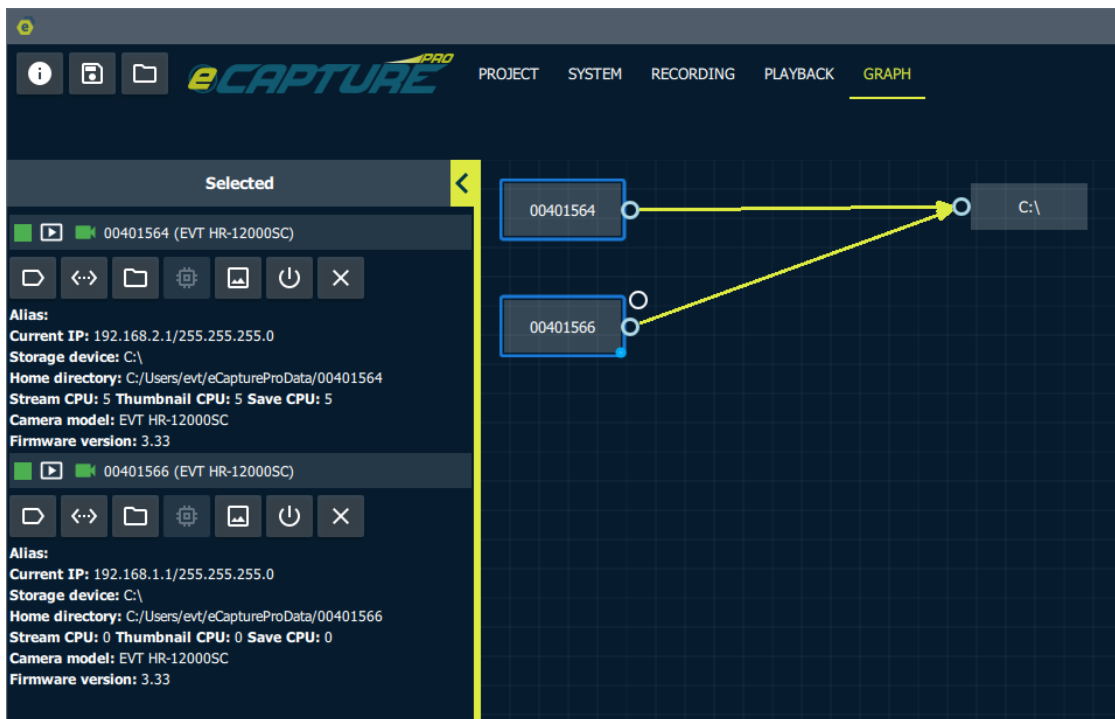 e
eCAPTURE PRO
PROJECT SYSTEM RECORDING PLAYBACK GRAPH
Selected
00401564 (EVT HR-12000SC)
Alias:
Current IP: 192.168.2.1/255.255.255.0
Storage device: C:\
Home directory: C:/Users/evt/eCaptureProData/00401564
Stream CPU: 5 Thumbnail CPU: 5 Save CPU: 5
Camera model: EVT HR-12000SC
Firmware version: 3.33
00401566 (EVT HR-12000SC)
Alias:
Current IP: 192.168.1.1/255.255.255.0
Storage device: C:\
Home directory: C:/Users/evt/eCaptureProData/00401566
Stream CPU: 0 Thumbnail CPU: 0 Save CPU: 0
Camera model: EVT HR-12000SC
Firmware version: 3.33
00401564
C:\
00401566